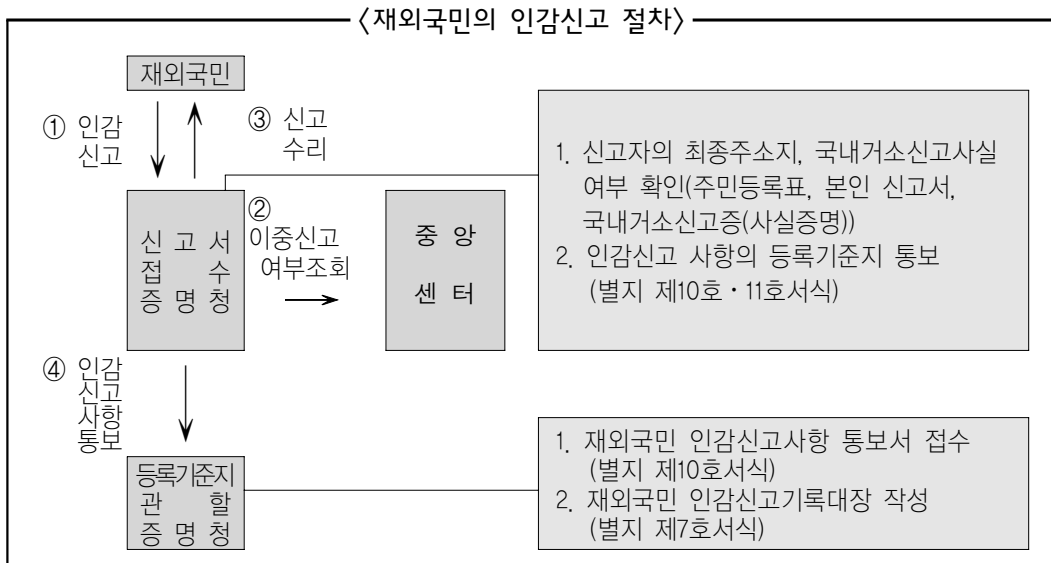 〈재외국민의 인감신고 절차〉
재외국민
① 인감
신고
③ 신고
수리
신 고 서
접 수
증 명 청
②
이중신고
여부조회
중 앙
센 터
1. 신고자의 최종주소지, 국내거소신고사실
여부 확인(주민등록표, 본인 신고서,
국내거소신고증(사실증명))
2. 인감신고 사항의 등록기준지 통보
(별지 제10호・11호서식)
④ 인감
신고
사항
통보
등록기준지
관 할
증 명 청
1. 재외국민 인감신고사항 통보서 접수
(별지 제10호서식)
2. 재외국민 인감신고기록대장 작성
(별지 제7호서식)